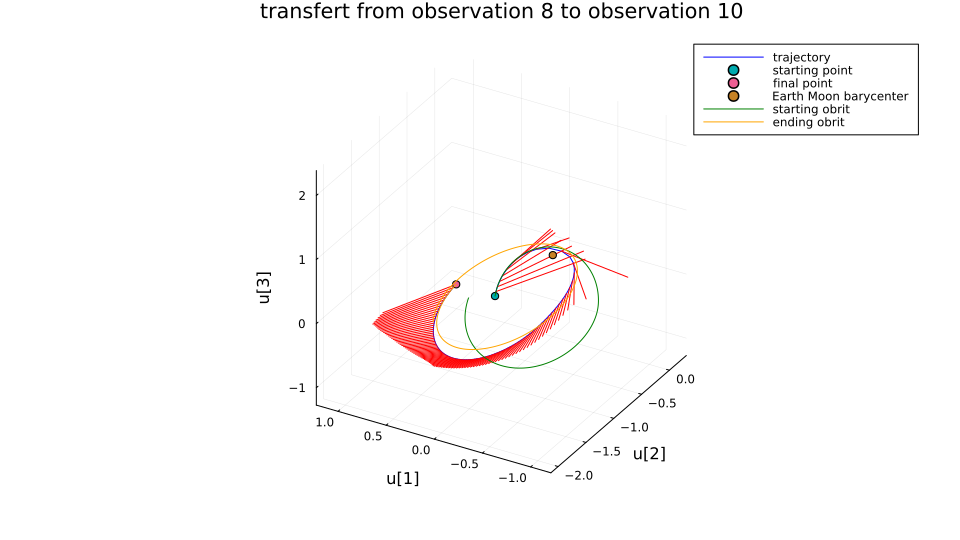 transfert from observation 8 to observation 10
trajectory
starting point
final point
Earth Moon barycenter
starting obrit
ending obrit
2
1
0
−1
u[3]
1.0
0.5
0.0
−0.5
−1.0
u[1]
0.0
−0.5
−1.0
−1.5
−2.0
u[2]